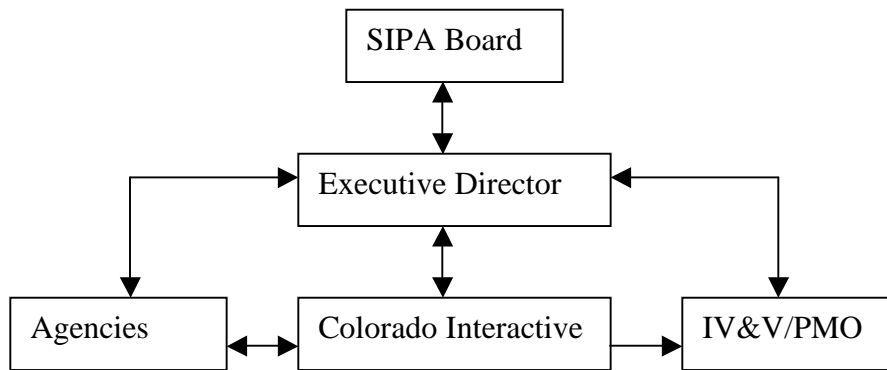 SIPA Board
Executive Director
Agencies
Colorado Interactive
IV&V/PMO